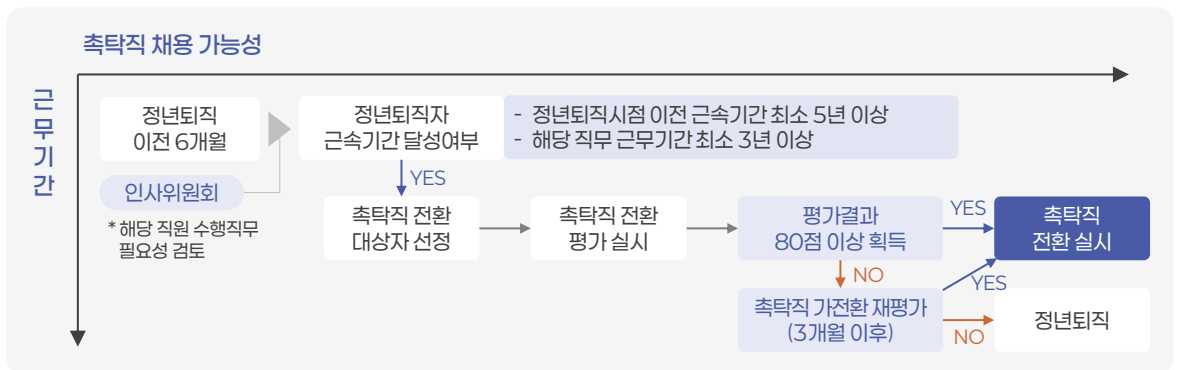 촉탁직 채용 가능성
근무기간
정년퇴직
이전 6개월
정년퇴직자
근속기간 달성여부
- 정년퇴직시점 이전 근속기간 최소 5년 이상
- 해당 직무 근무기간 최소 3년 이상
인사위원회
* 해당 직원 수행직무
필요성 검토
YES
촉탁직 전환
대상자 선정
촉탁직 전환
평가 실시
평가결과
80점 이상 획득
YES
촉탁직
전환 실시
NO
YES
촉탁직 가전환 재평가
(3개월 이후)
NO
정년퇴직